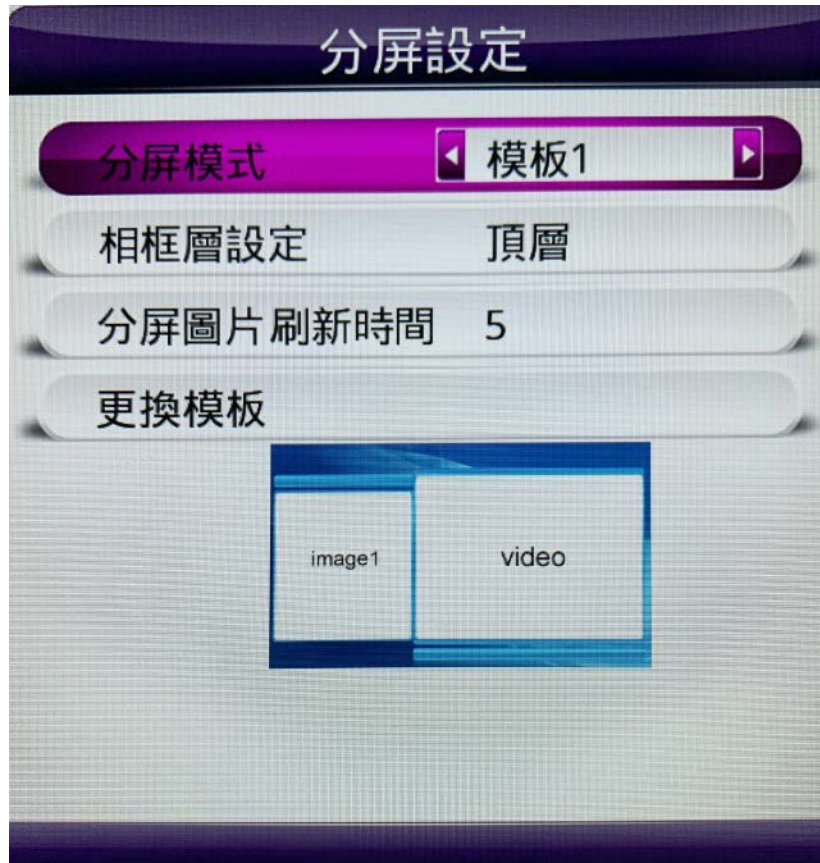 分屏設定
分屏模式 模板1
相框層設定 頂層
分屏圖片刷新時間 5
更換模板
image1 video